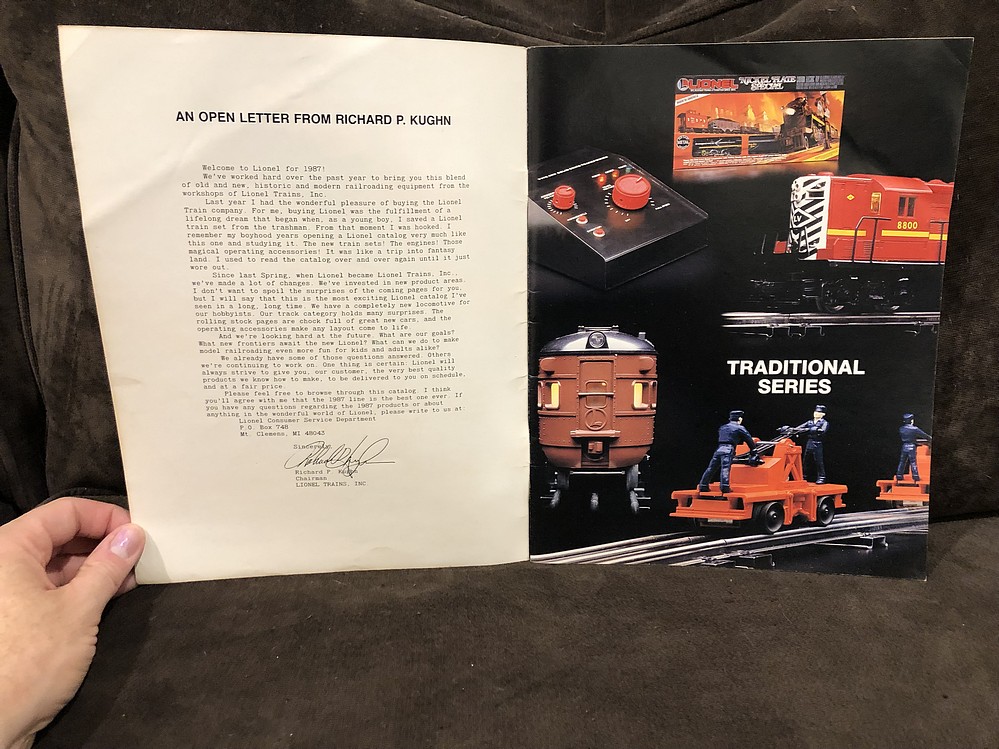 AN OPEN LETTER FROM RICHARD P. KUGHN
Welcome to Lionel for 1987!
We've worked hard over the past year to bring you this blend
of old and new, historic and modern railroading equipment from the
workshops of Lionel Trains, Inc.
Last year I had the wonderful pleasure of buying the Lionel
Train company. For me, buying Lionel was the fulfillment of a
lifelong dream that began when, as a young boy, I saved a Lionel
train set from the trashman. From that moment I was hooked. I
remember my boyhood years opening a Lionel catalog very much like
this one and studying it. The new train sets! The engines! Those
magical operating accessories! It was like a trip into fantasy
land. I used to read the catalog over and over again until it just
wore out.
Since last Spring, when Lionel became Lionel Trains, Inc.,
we've made a lot of changes. We've invested in new product areas.
I don't want to spoil the surprises of the coming pages for you,
but I will say that this is the most exciting Lionel catalog I've
seen in a long, long time. We have a completely new locomotive for
our hobbyists. Our track category holds many surprises. The
rolling stock pages are chock full of great new cars, and the
operating accessories make any layout come to life.
And we're looking hard at the future. What are our goals?
What new frontiers await the new Lionel? What can we do to make
model railroading even more fun for kids and adults alike?
We already have some of those questions answered. Others
we're continuing to work on. One thing is certain: Lionel will
always strive to give you, our customer, the very best quality
products we know how to make, to be delivered to you on schedule,
and at a fair price.
Please feel free to browse through this catalog. I think
you'll agree with me that the 1987 line is the best one ever. If
you have any questions regarding the 1987 products or about
anything in the wonderful world of Lionel, please write to us at:
Lionel Consumer Service Department
P.O. Box 748
Mt. Clemens, MI 48043
Sincerely,
Richard P. Kughn
Chairman
LIONEL TRAINS, INC
LIONEL
NICKEL PLATE
SPECIAL
8800
TRADITIONAL
SERIES